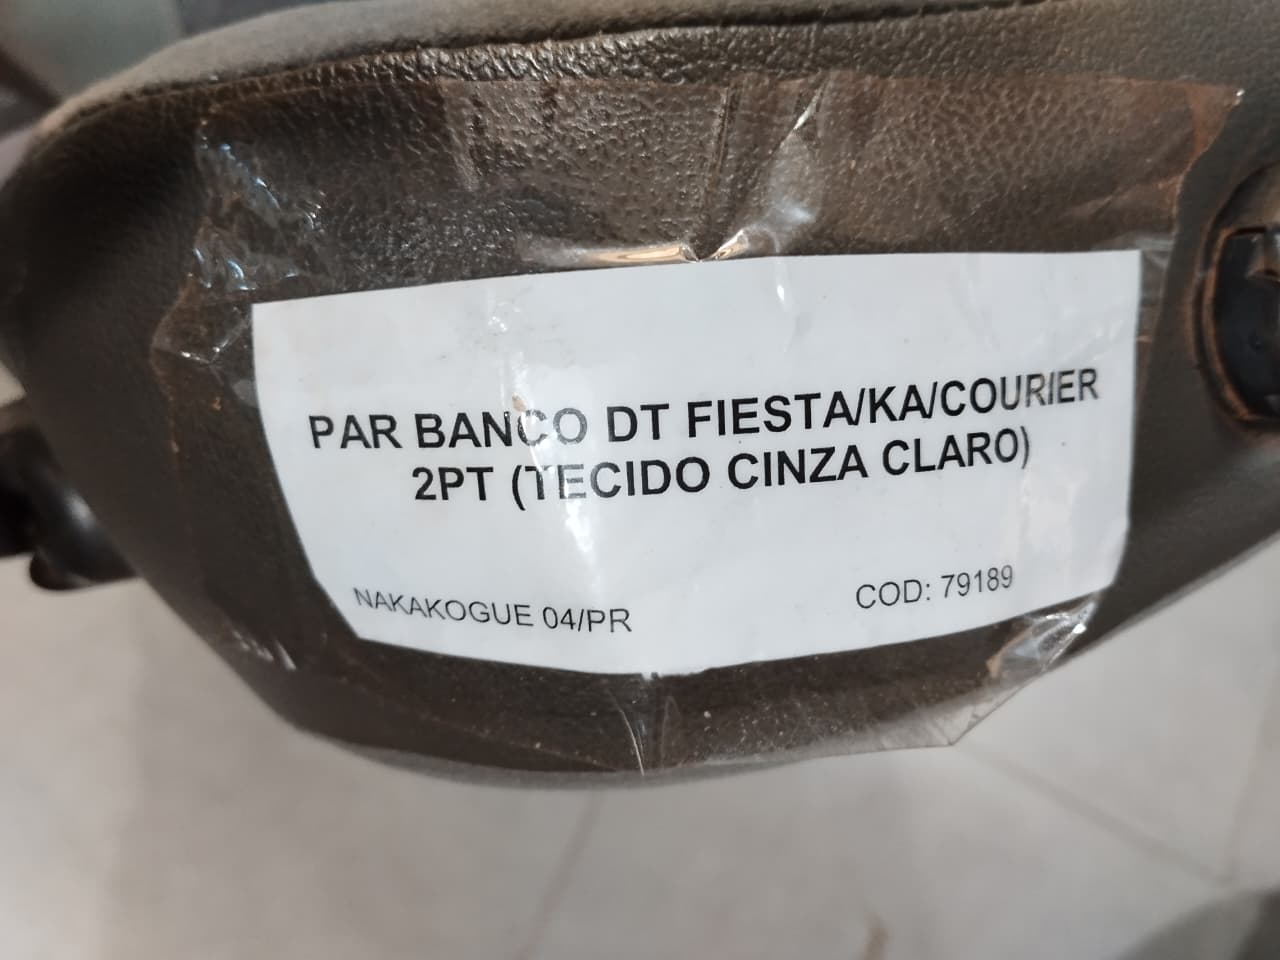 PAR BANCO DT FIESTA/KA/COURIER
2PT (TECIDO CINZA CLARO)
NAKAKOGUE 04/PR
COD: 79189